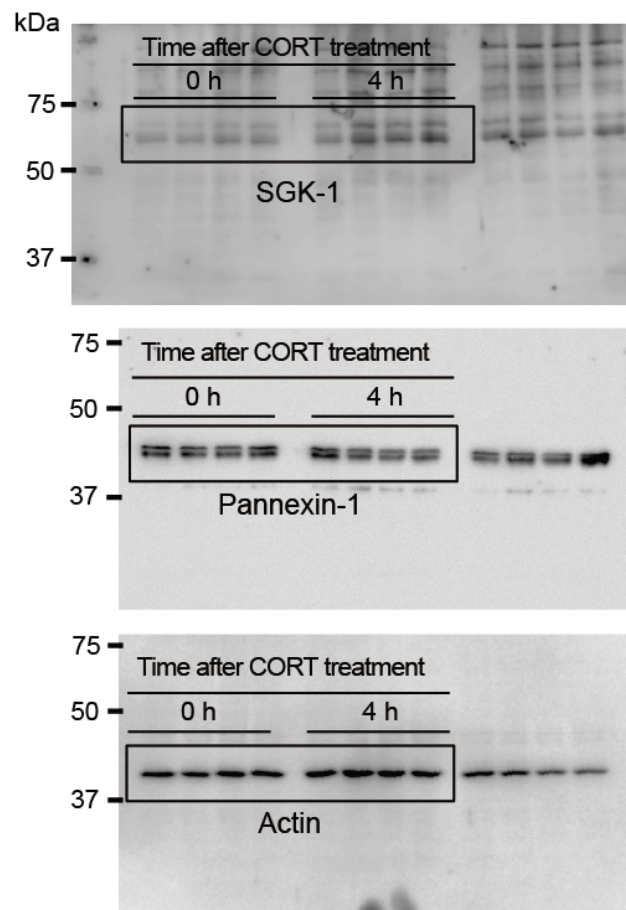 kDa
Time after CORT treatment
0 h 4 h
75
50
SGK-1
37
75
Time after CORT treatment
0 h 4 h
50
37
Pannexin-1
75
Time after CORT treatment
50
0 h 4 h
37
Actin